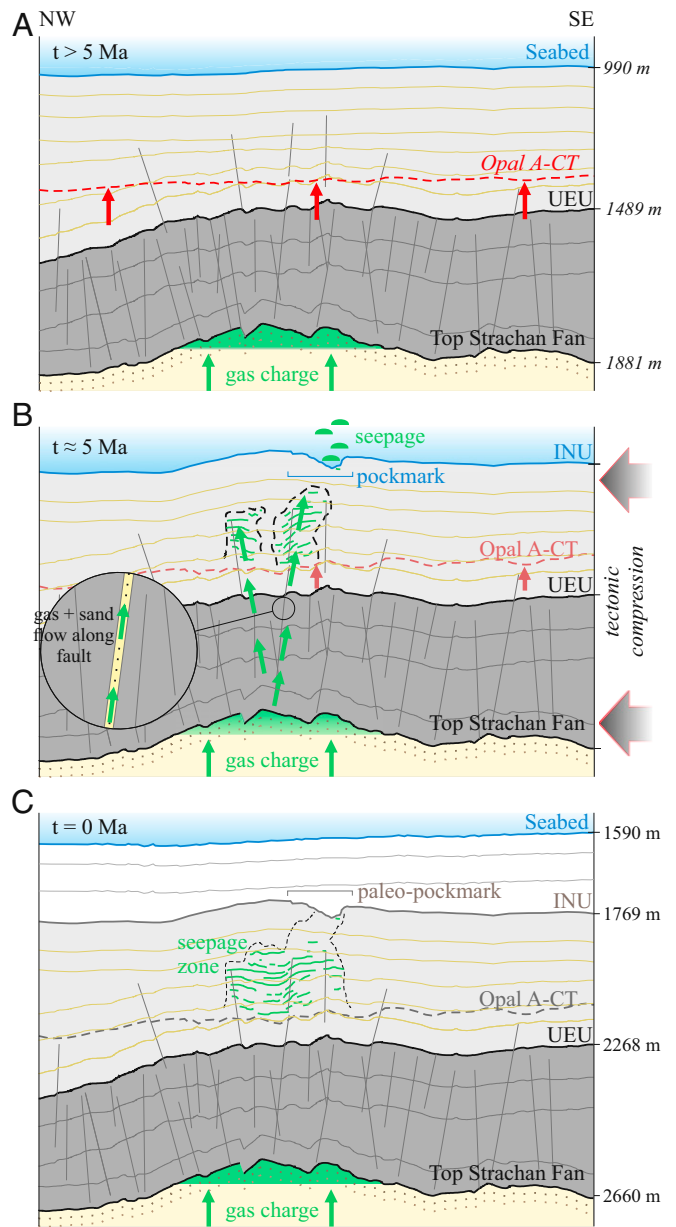 A
NW
SE
t > 5 Ma
Seabed
990 m
Opal A-CT
UEU
1489 m
Top Strachan Fan
gas charge
1881 m
B
t ≈ 5 Ma
seepage
INU
pockmark
Opal A-CT
UEU
tectonic
compression
gas + sand
flow along
fault
Top Strachan Fan
gas charge
C
t = 0 Ma
Seabed
1590 m
paleo-pockmark
INU
1769 m
seepage
zone
Opal A-CT
UEU
2268 m
Top Strachan Fan
2660 m
gas charge